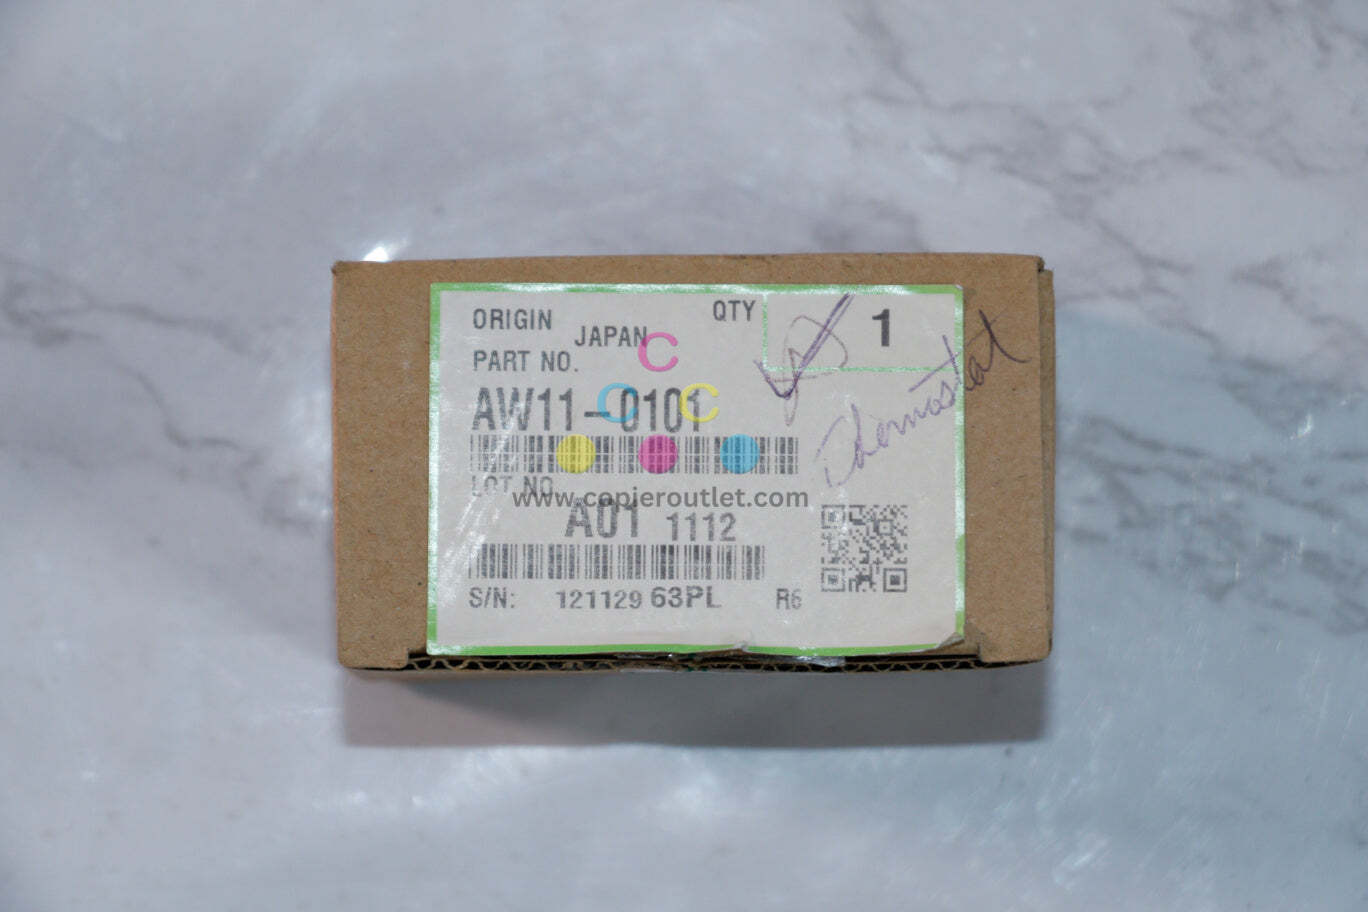 ORIGIN
JAPAN
QTY
1
PART NO.
AW11-0101
Thermostat
LOT NO.
www.copieroutlet.com
A01 1112
S/N: 121129 63PL R6
C
C C